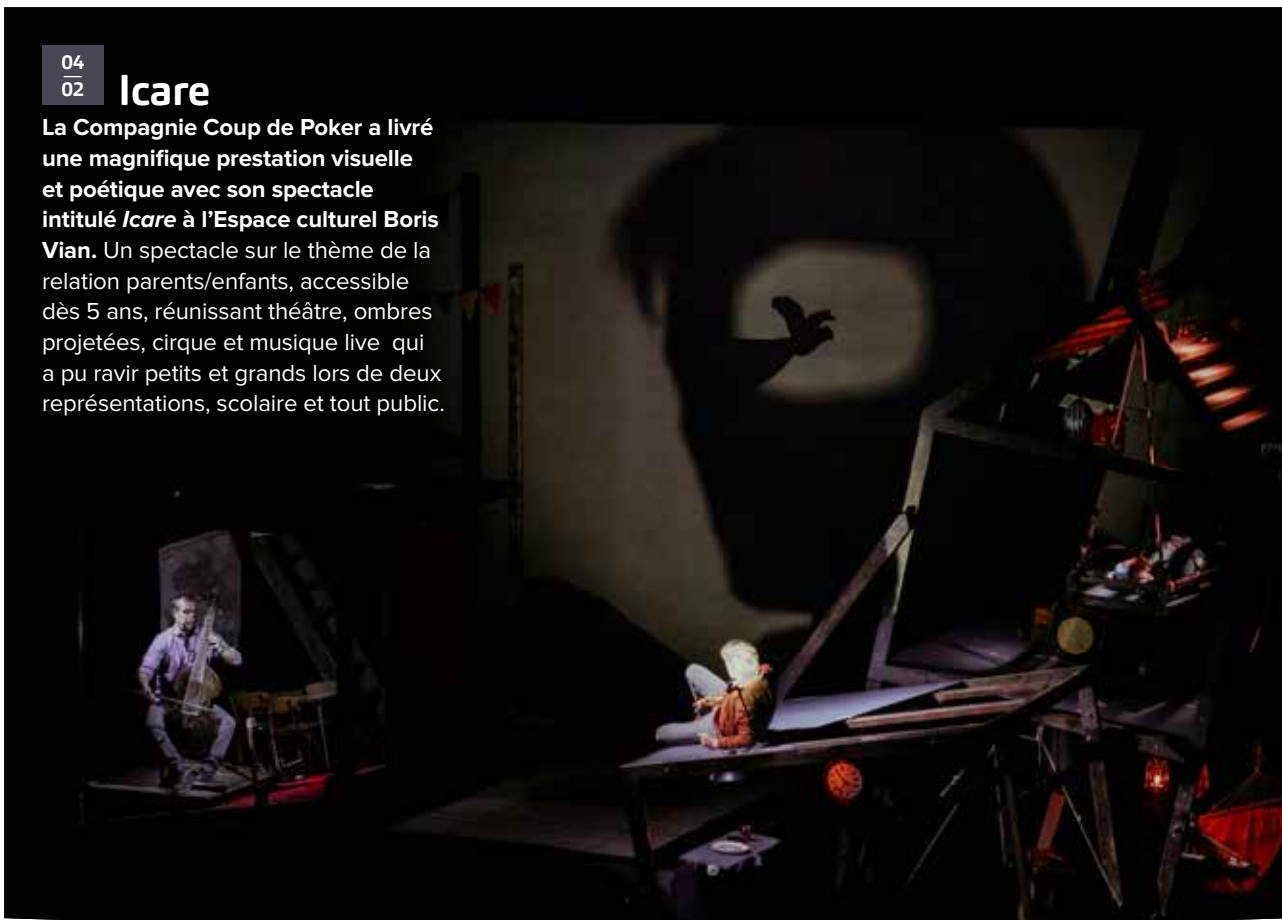 04
02
Icare
La Compagnie Coup de Poker a livré
une magnifique prestation visuelle
et poétique avec son spectacle
intitulé Icare à l’Espace culturel Boris
Vian. Un spectacle sur le thème de la
relation parents/enfants, accessible
dès 5 ans, réunissant théâtre, ombres
projetées, cirque et musique live  qui
a pu ravir petits et grands lors de deux
représentations, scolaire et tout public.